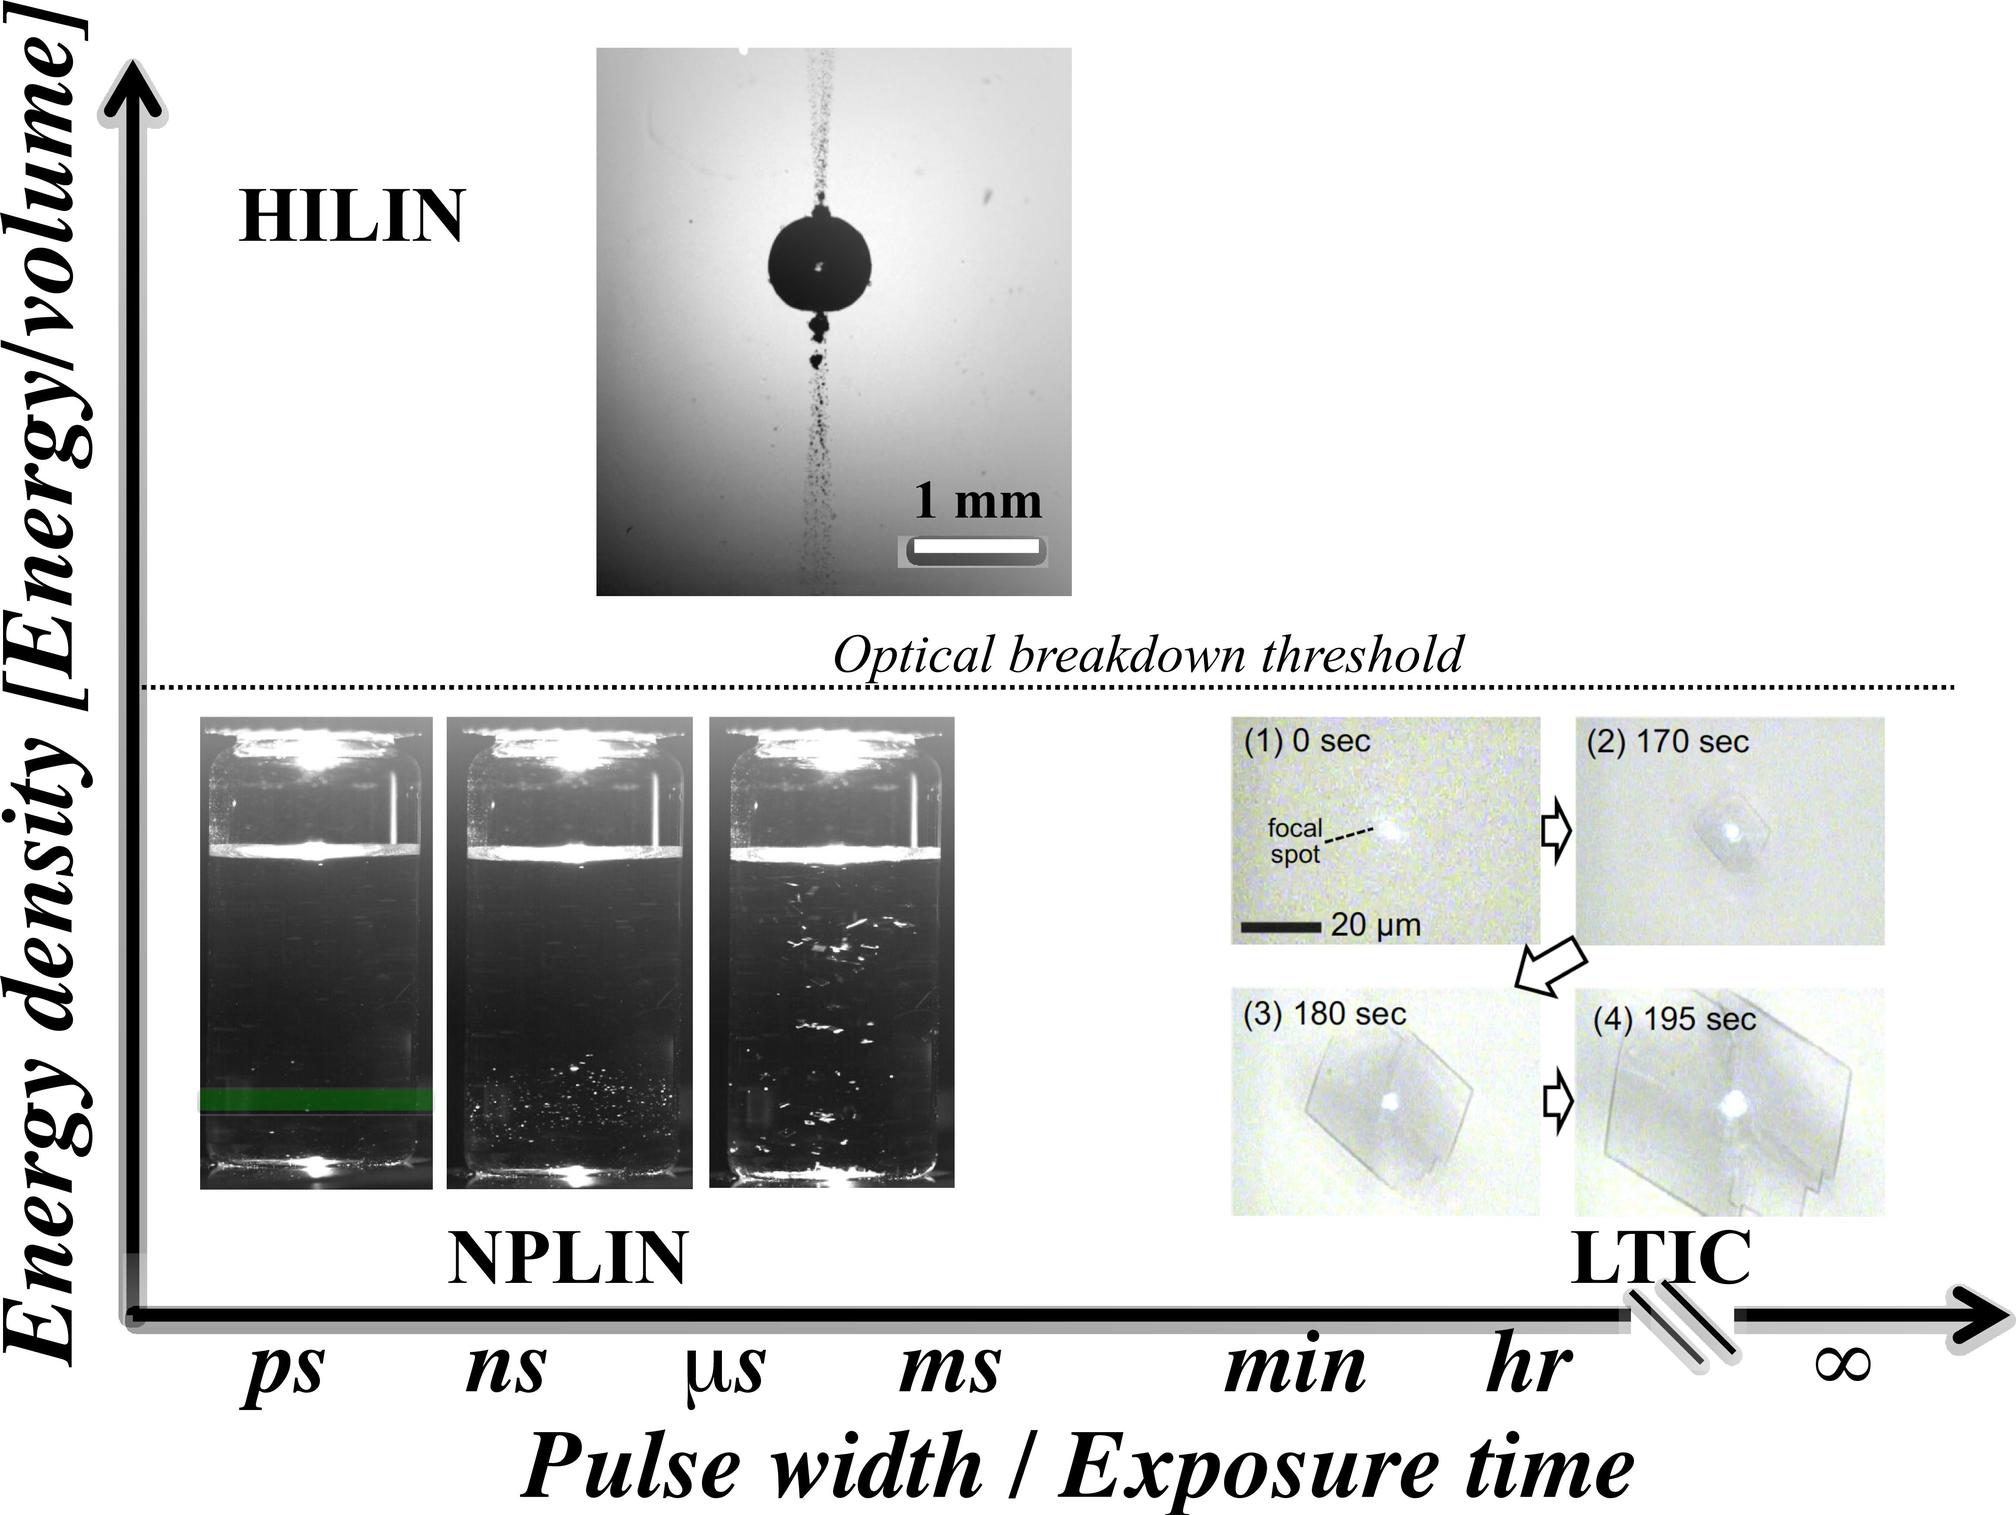 Energy density [Energy/volume]
HILIN
1 mm
Optical breakdown threshold
(1) 0 sec
focal
spot
20 μm
(2) 170 sec
(3) 180 sec
(4) 195 sec
NPLIN
LTIC
ps ns μs ms min hr ∞
Pulse width / Exposure time